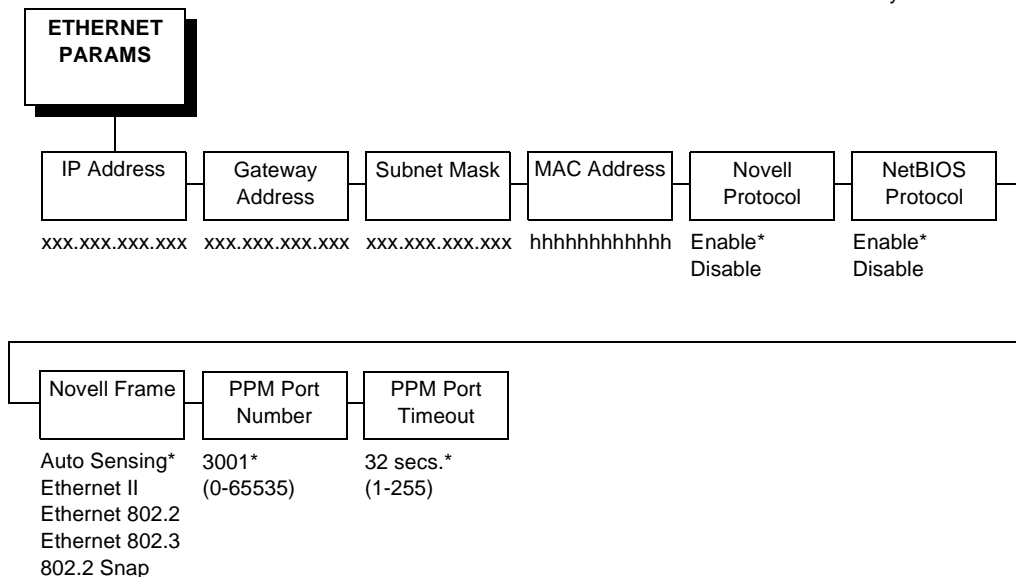 ETHERNET
PARAMS
IP Address
Gateway
Address
Subnet Mask
MAC Address
Novell
Protocol
NetBIOS
Protocol
xxx.xxx.xxx.xxx xxx.xxx.xxx.xxx xxx.xxx.xxx.xxx hhhhhhhhhhhh
Enable*
Disable
Enable*
Disable
Novell Frame
PPM Port
Number
PPM Port
Timeout
Auto Sensing*
Ethernet II
Ethernet 802.2
Ethernet 802.3
802.2 Snap
3001*
(0-65535)
32 secs.*
(1-255)